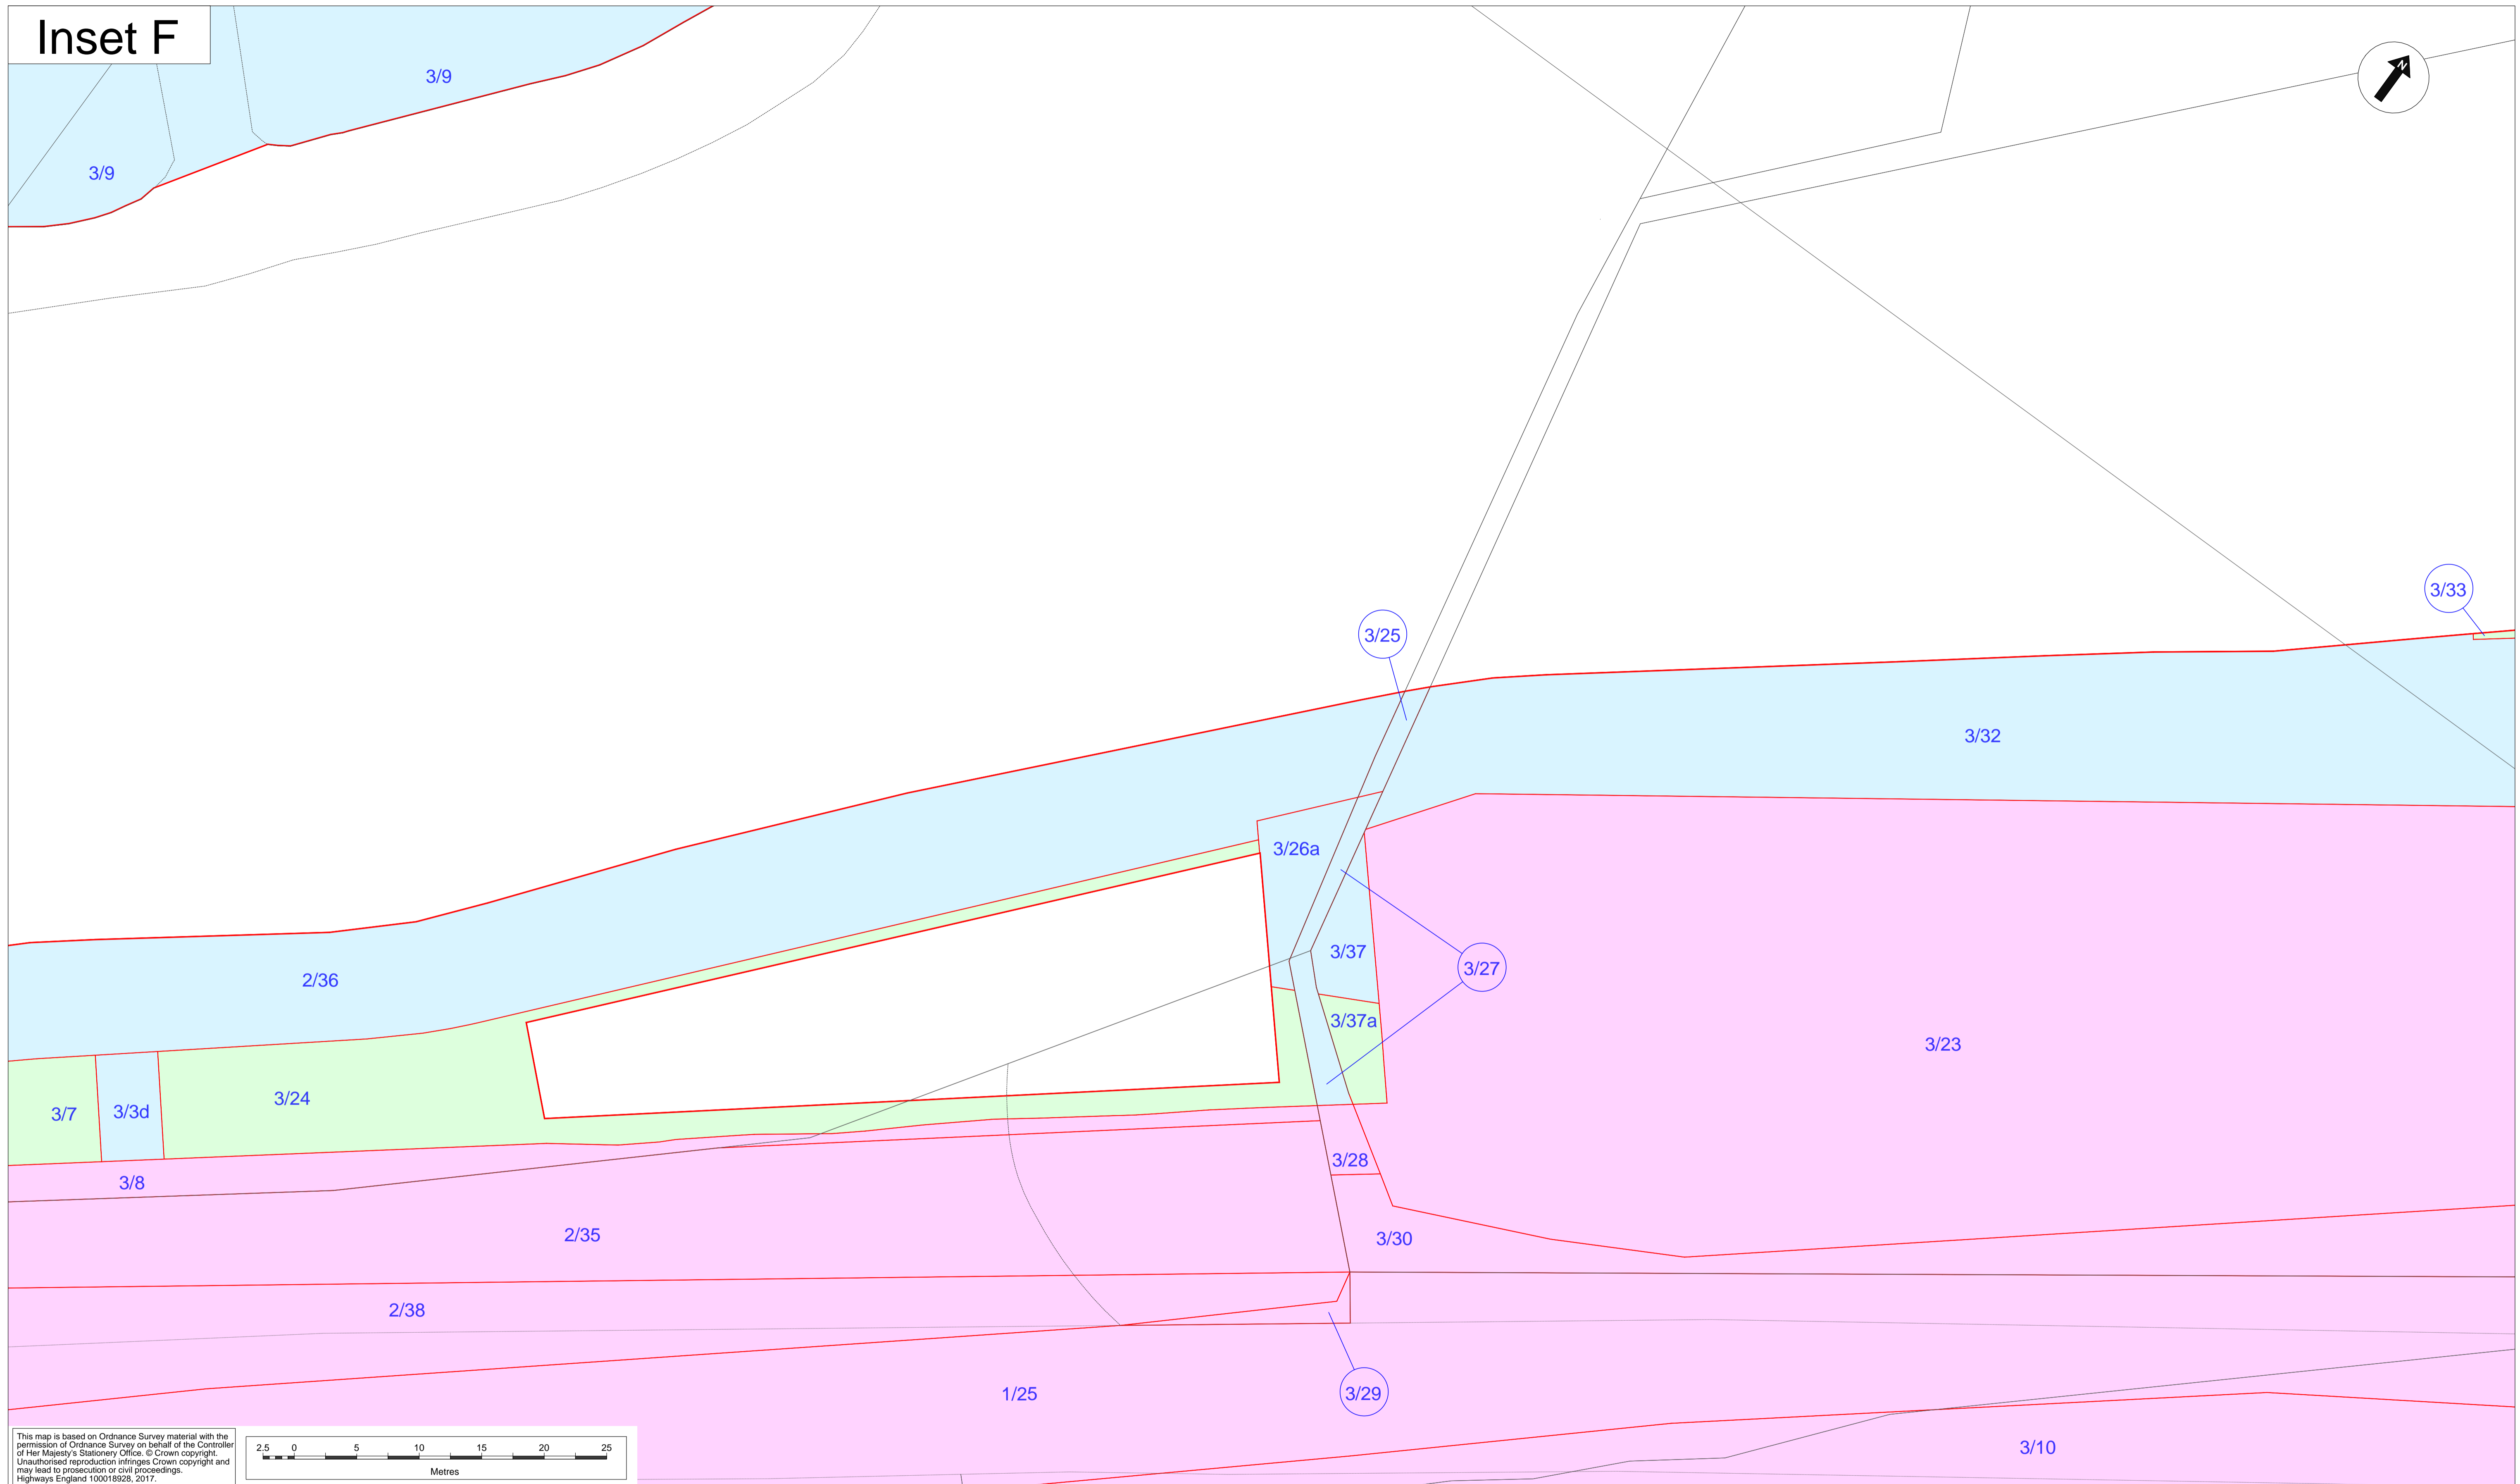 Inset F
3/9
N
3/9
3/33
3/25
3/32
3/26a
3/37
3/27
2/36
3/37a
3/23
3/24
3/7
3/3d
3/28
3/8
2/35
3/30
2/38
3/29
1/25
3/10
This map is based on Ordnance Survey material with the
permission of Ordnance Survey on behalf of the Controller
of Her Majesty's Stationery Office. © Crown copyright.
Unauthorised reproduction infringes Crown copyright and
may lead to prosecution or civil proceedings.
Highways England 100018928, 2017.
2.5 0 5 10 15 20 25
Metres